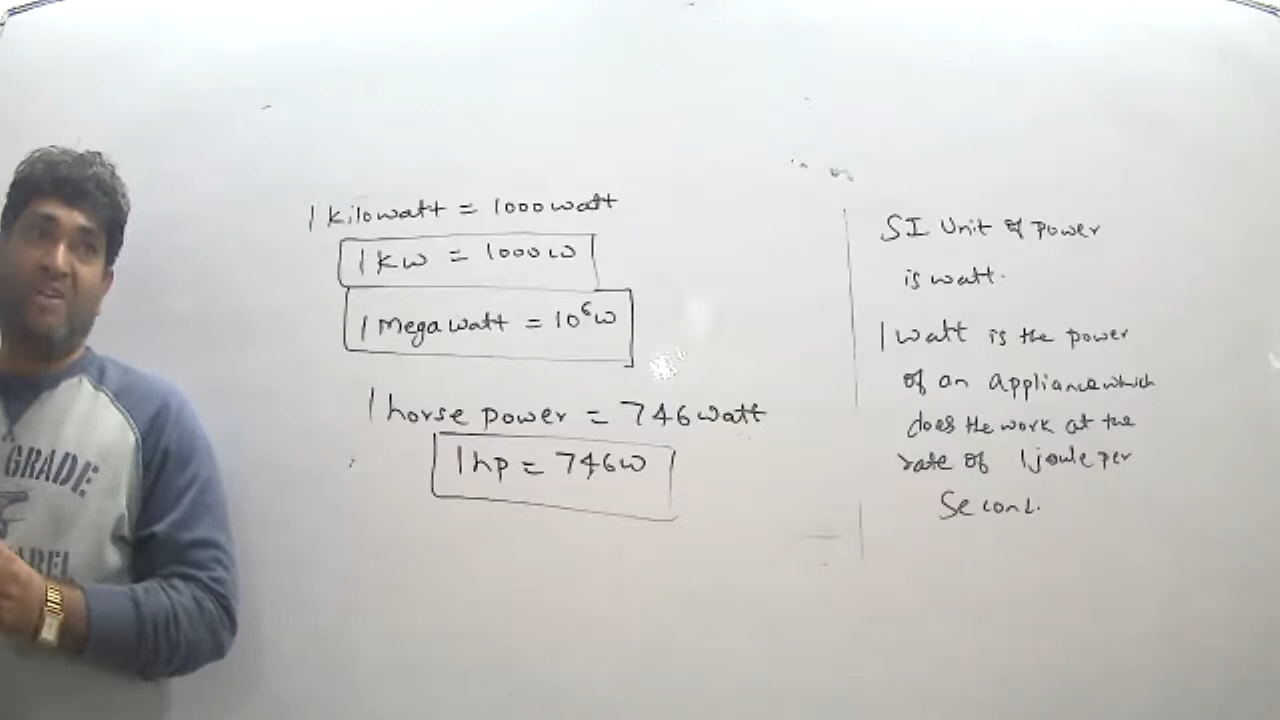 1 kilowatt = 1000 watt
1 kw = 1000 w
1 Mega watt = 10⁶ w
1 horse power = 746 watt
1 hp = 746 w
SI Unit of power
is watt.
1 watt is the power
of an appliance which
does the work at the
rate of 1 joule per
Second.
GRADE